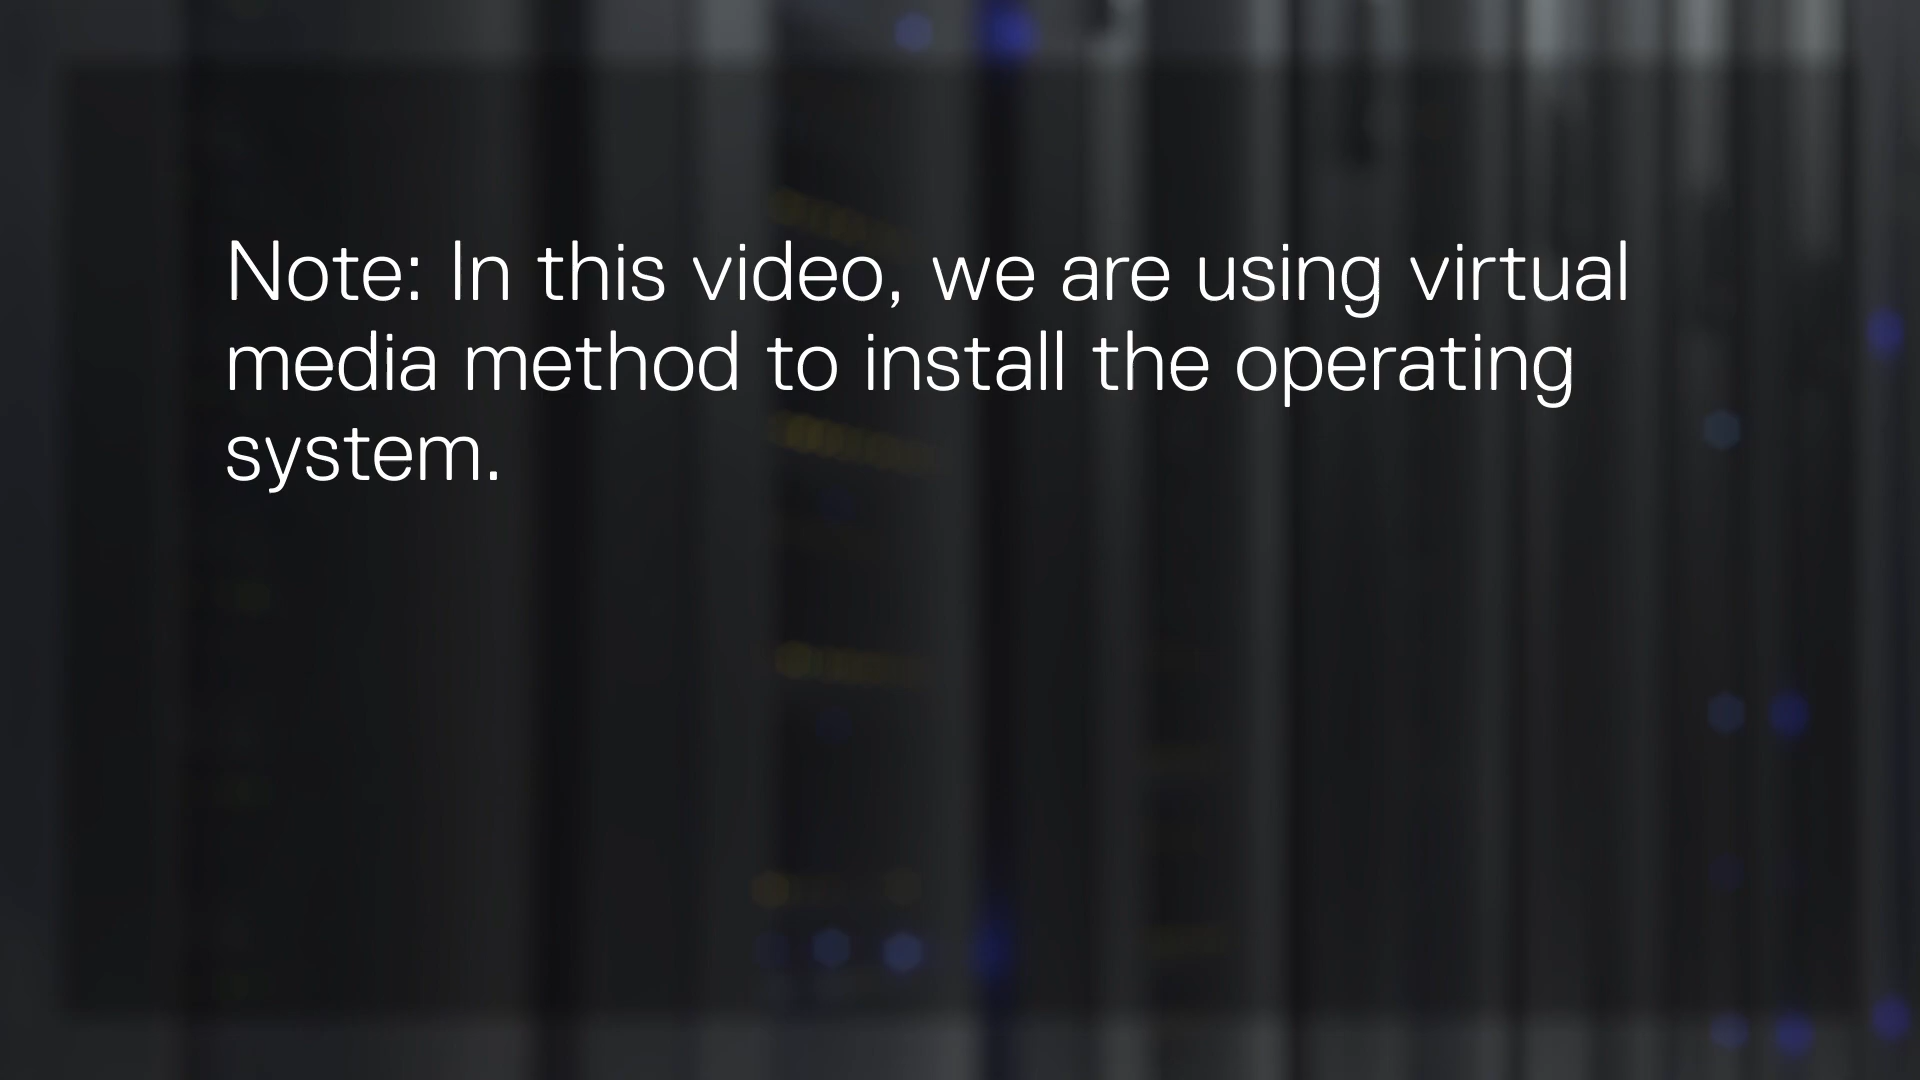 Note: In this video, we are using virtual
media method to install the operating
system.